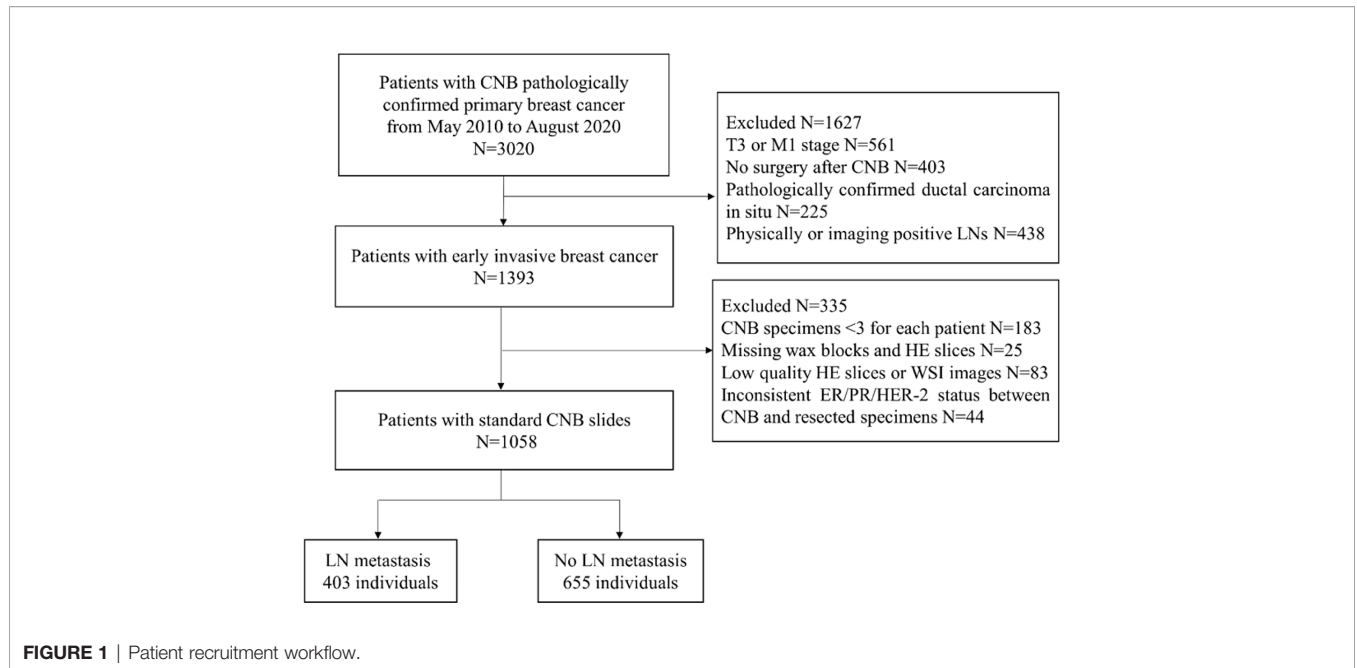 Patients with CNB pathologically
confirmed primary breast cancer
from May 2010 to August 2020
N=3020
Excluded N=1627
T3 or M1 stage N=561
No surgery after CNB N=403
Pathologically confirmed ductal carcinoma
in situ N=225
Physically or imaging positive LNs N=438
Patients with early invasive breast cancer
N=1393
Excluded N=335
CNB specimens <3 for each patient N=183
Missing wax blocks and HE slices N=25
Low quality HE slices or WSI images N=83
Inconsistent ER/PR/HER-2 status between
CNB and resected specimens N=44
Patients with standard CNB slides
N=1058
LN metastasis
403 individuals
No LN metastasis
655 individuals
FIGURE 1 | Patient recruitment workflow.